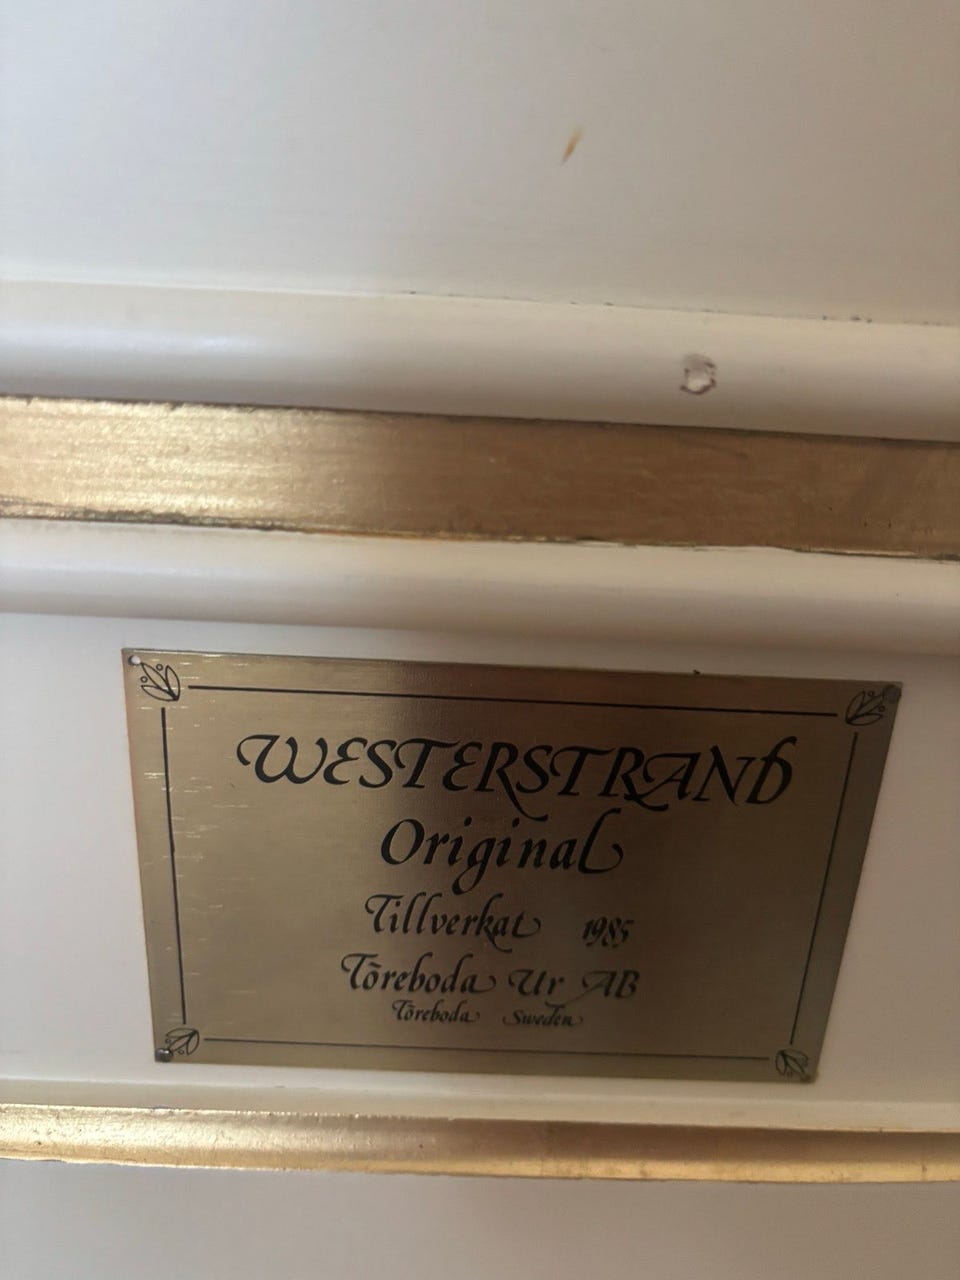 WESTERSTRAND
Original
Tillverkat 1985
Töreboda Ur AB
Töreboda Sweden